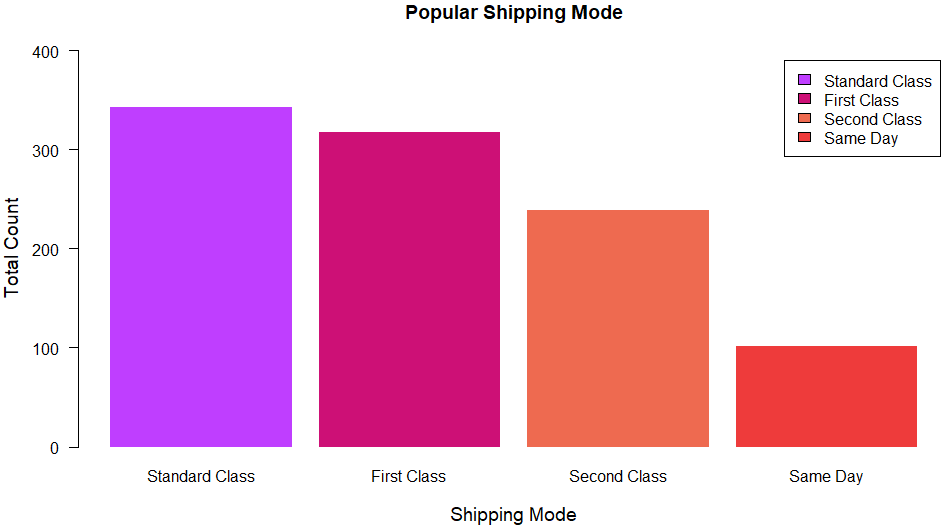 Popular Shipping Mode
400
300
200
100
0
Total Count
Standard Class
First Class
Second Class
Same Day
Standard Class
First Class
Second Class
Same Day
Shipping Mode